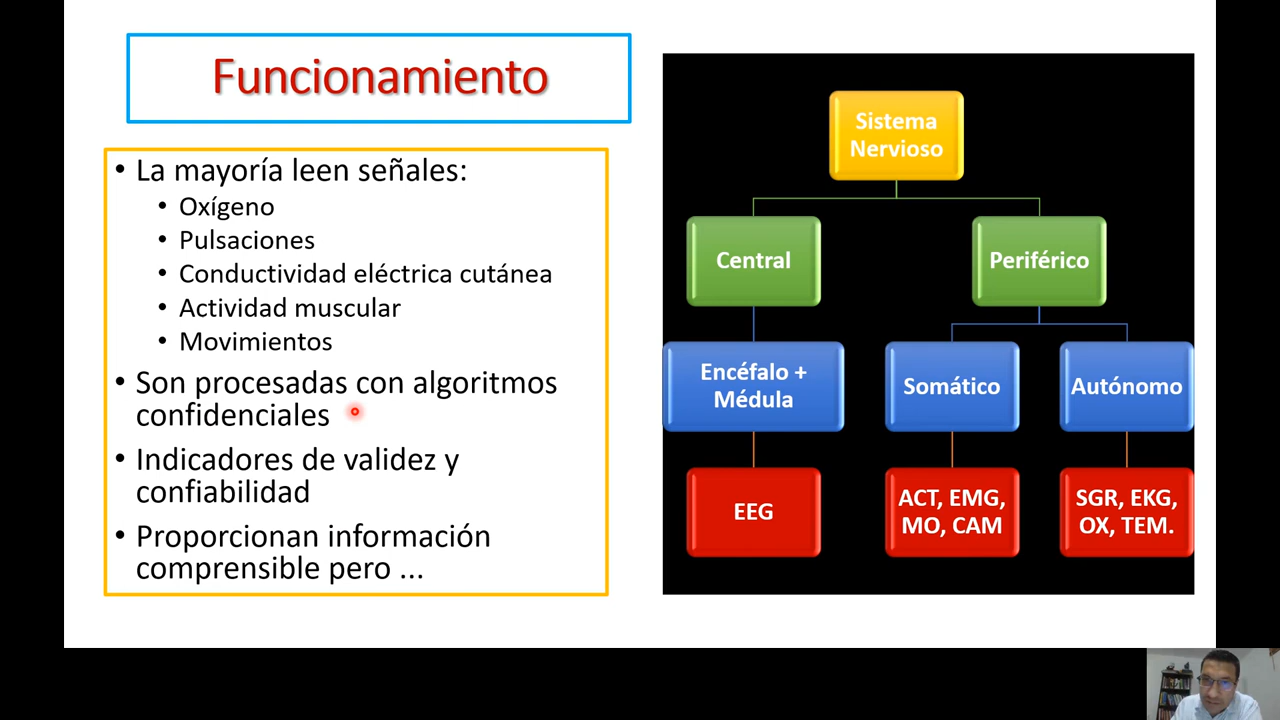 Funcionamiento
• La mayoría leen señales:
• Oxígeno
• Pulsaciones
• Conductividad eléctrica cutánea
• Actividad muscular
• Movimientos
• Son procesadas con algoritmos
confidenciales
• Indicadores de validez y
confiabilidad
• Proporcionan información
comprensible pero ...
Sistema
Nervioso
Central
Periférico
Encéfalo +
Médula
Somático
Autónomo
EEG
ACT, EMG,
MO, CAM
SGR, EKG,
OX, TEM.